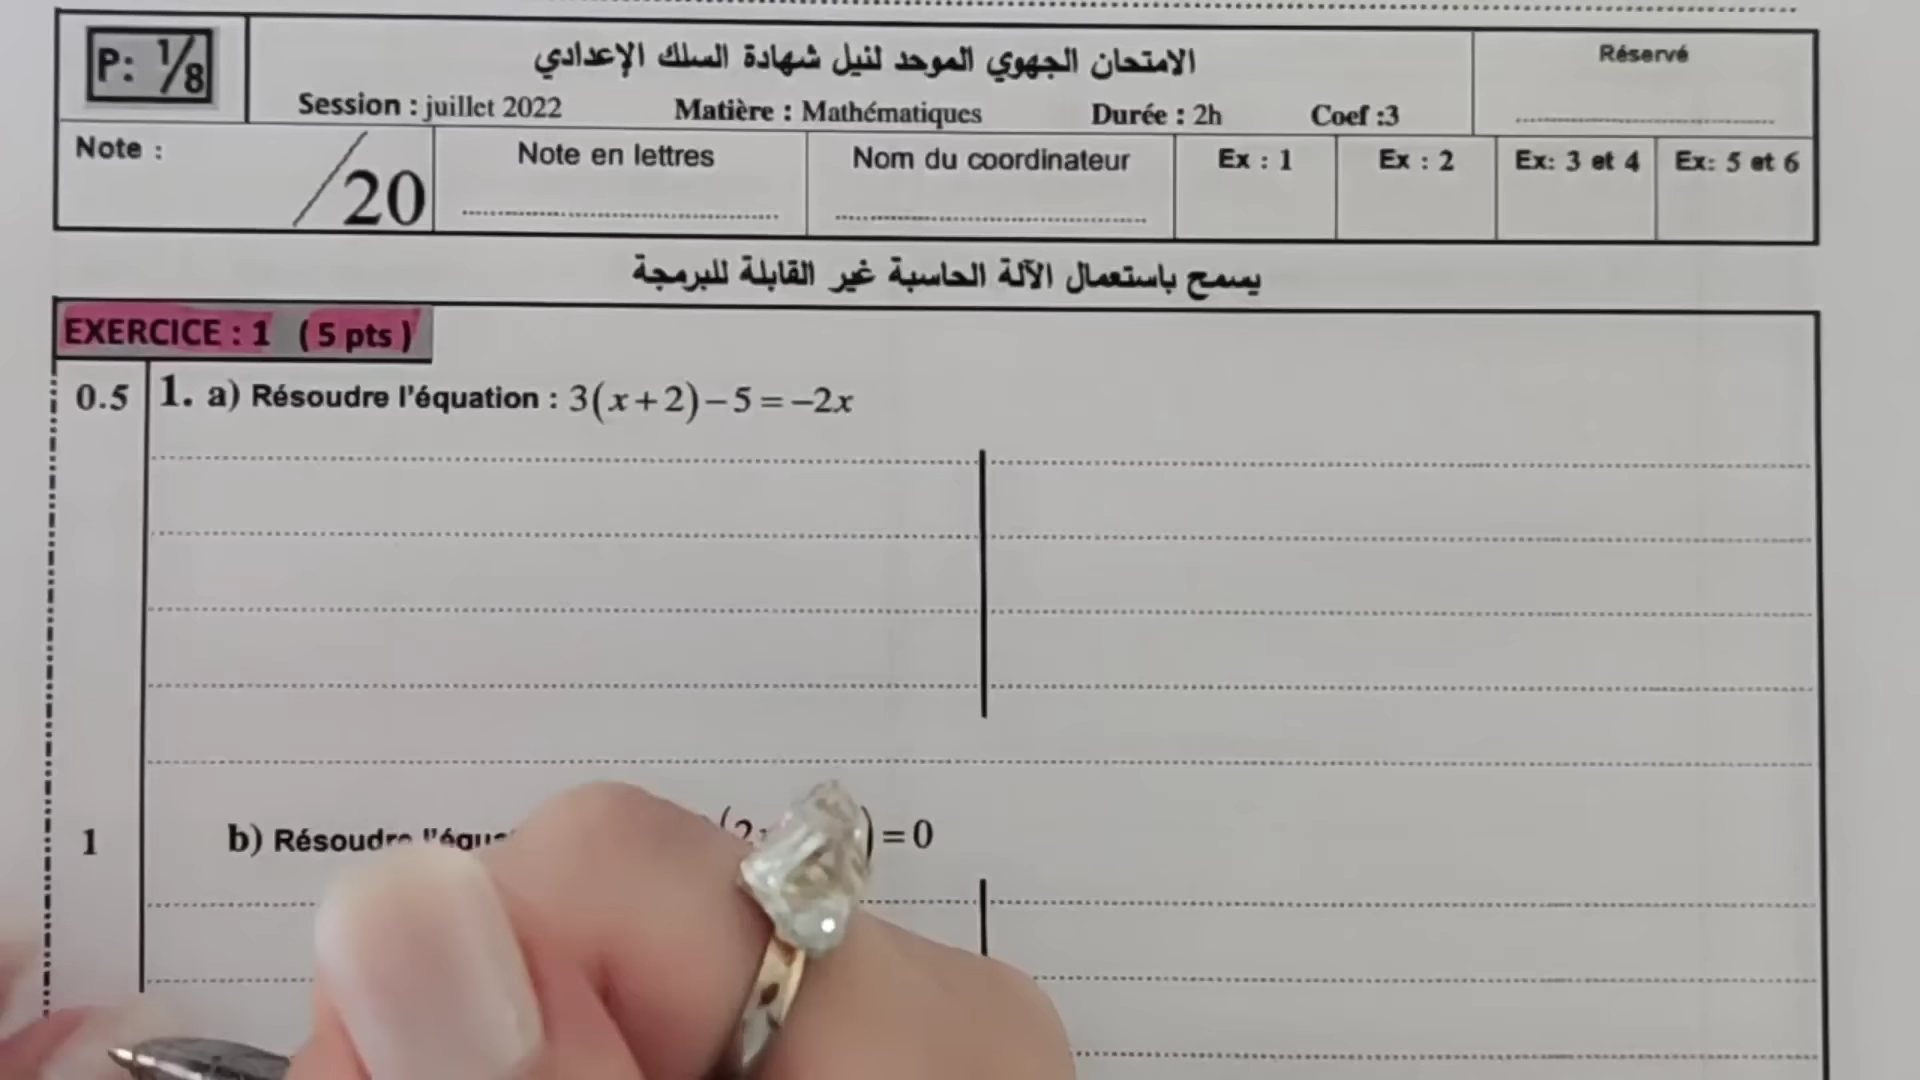 P: 1/8
الامتحان الجهوي الموحد لنيل شهادة السلك الإعدادي
Réservé
Session : juillet 2022 Matière : Mathématiques Durée : 2h Coef :3
Note : /20
Note en lettres
Nom du coordinateur
Ex : 1
Ex : 2
Ex: 3 et 4
Ex: 5 et 6
يسمح باستعمال الآلة الحاسبة غير القابلة للبرمجة
EXERCICE : 1 ( 5 pts )
0.5 1. a) Résoudre l'équation : 3(x+2)−5=−2x
1 b) Résoudre )=0